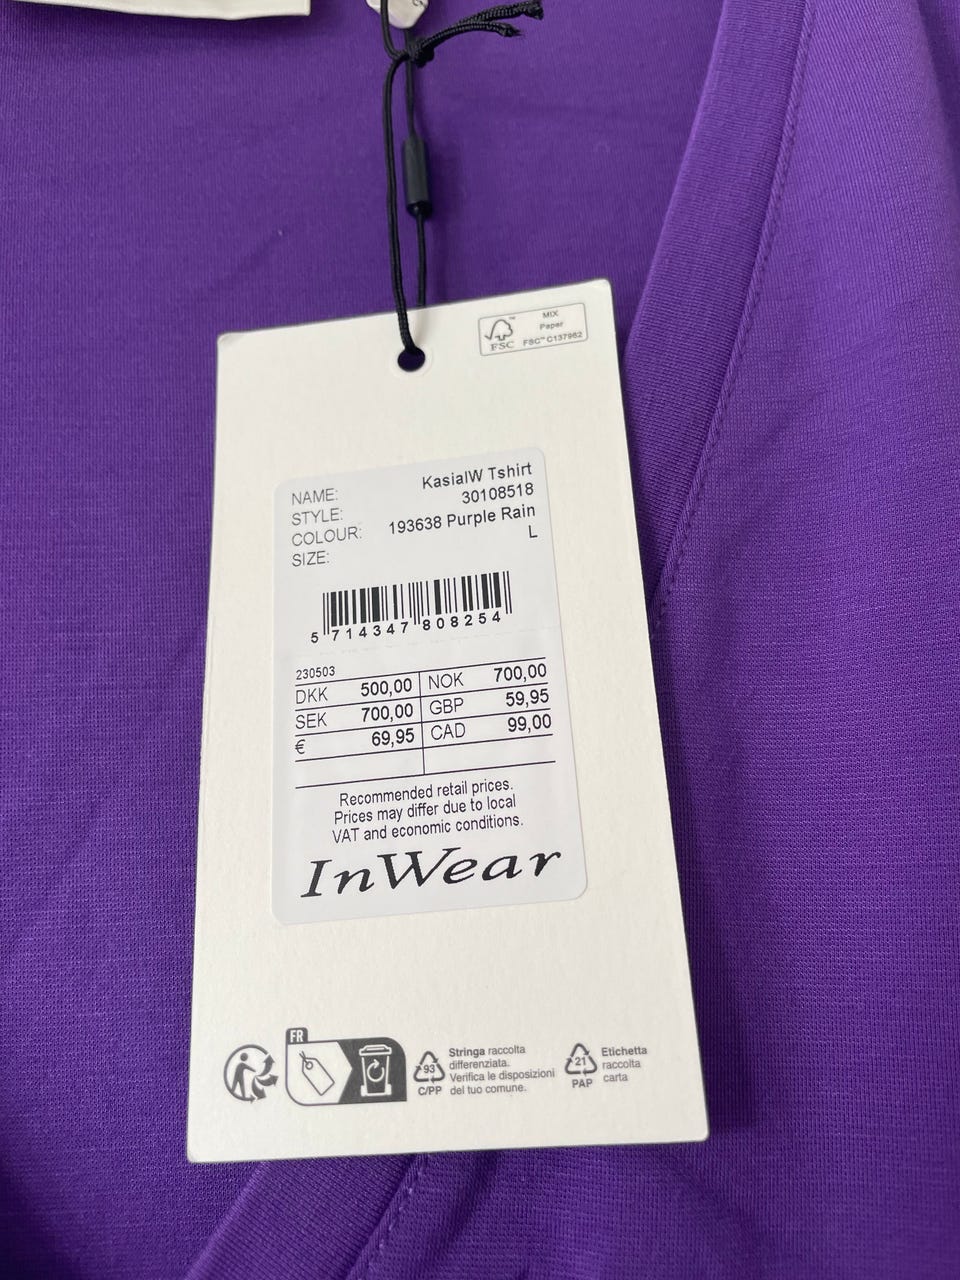 MIX
Paper
FSC™ C137962
FSC
NAME: KasiaIW Tshirt
STYLE: 30108518
COLOUR: 193638 Purple Rain
SIZE: L
5 714347 808254
230503
DKK 500,00 NOK 700,00
SEK 700,00 GBP 59,95
€ 69,95 CAD 99,00
Recommended retail prices.
Prices may differ due to local
VAT and economic conditions.
InWear
FR
93
C/PP
Stringa raccolta
differenziata.
Verifica le disposizioni
del tuo comune.
21
PAP
Etichetta
raccolta
carta